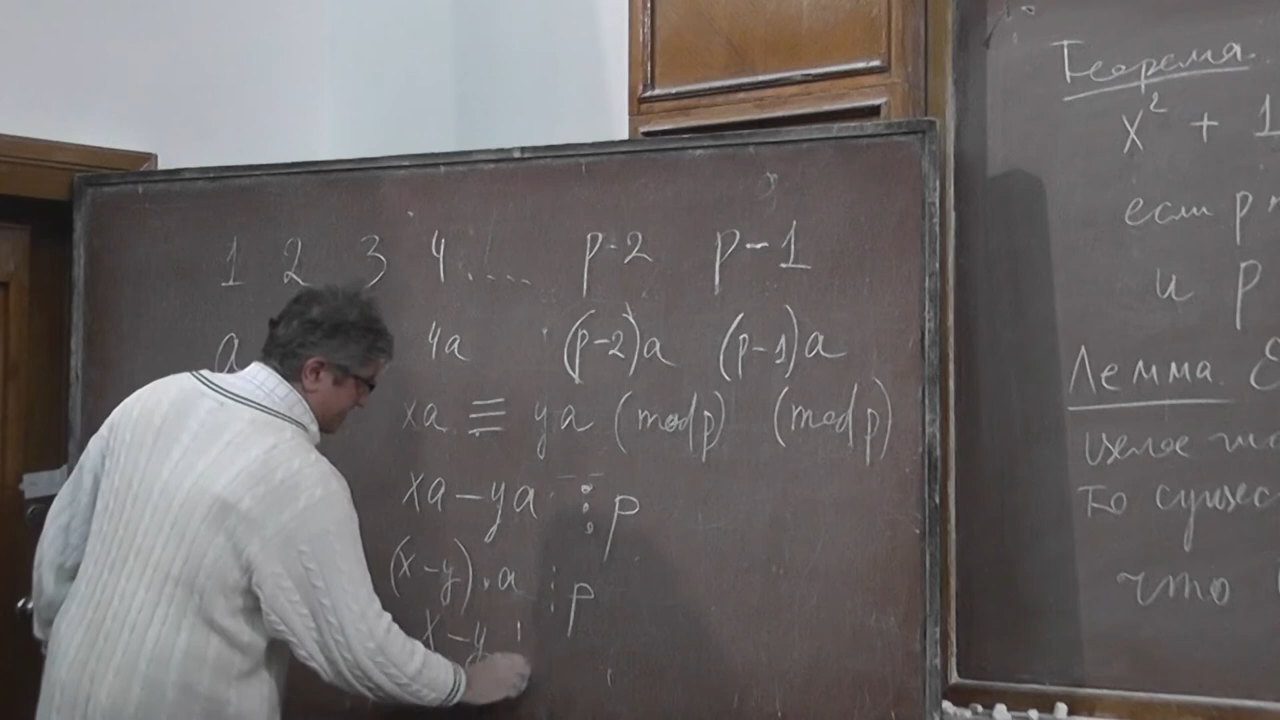 1 2 3 4 .... p-2 p-1
a 4a (p-2)a (p-1)a
xa ≡ ya (mod p) (mod p)
xa - ya ⋮ p
(x-y)·a ⋮ p
x - y
Теорема.
x² + 1
если p
и p
Лемма.
целое
то
что